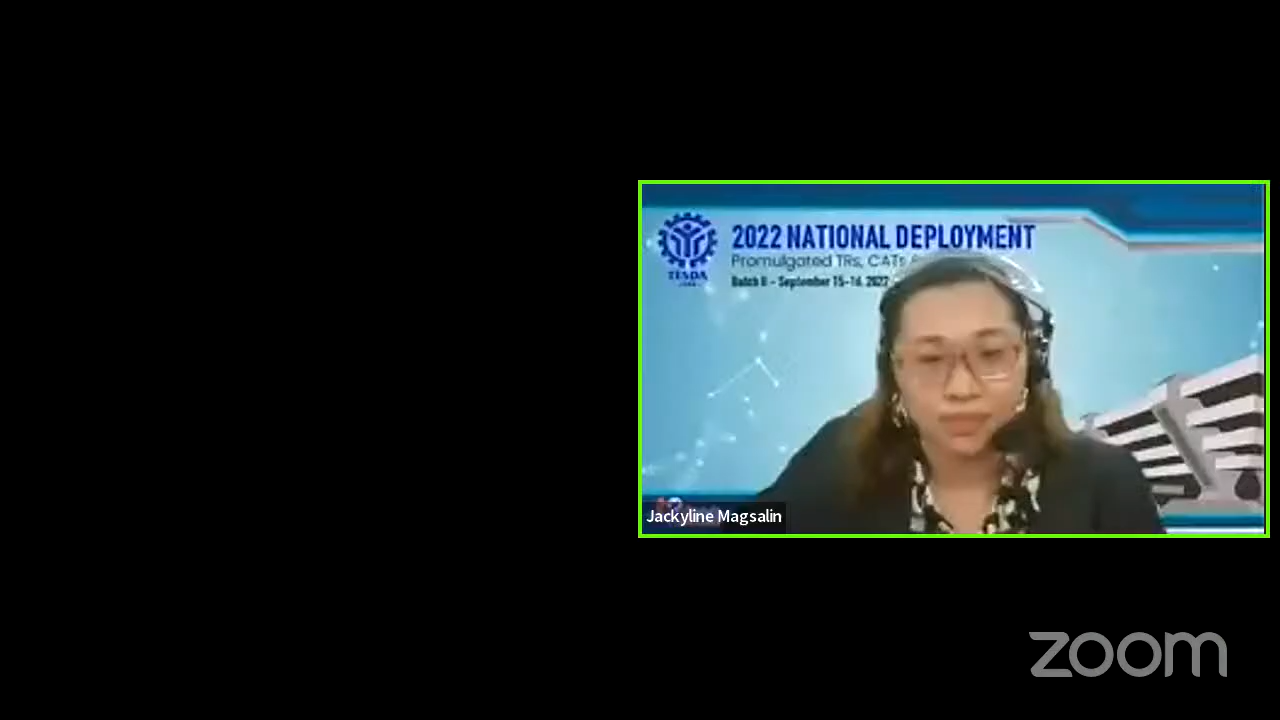 2022 NATIONAL DEPLOYMENT
Promulgated TRs, CATs
Batch II - September 15-16, 2022
TESDA
Jackyline Magsalin
zoom